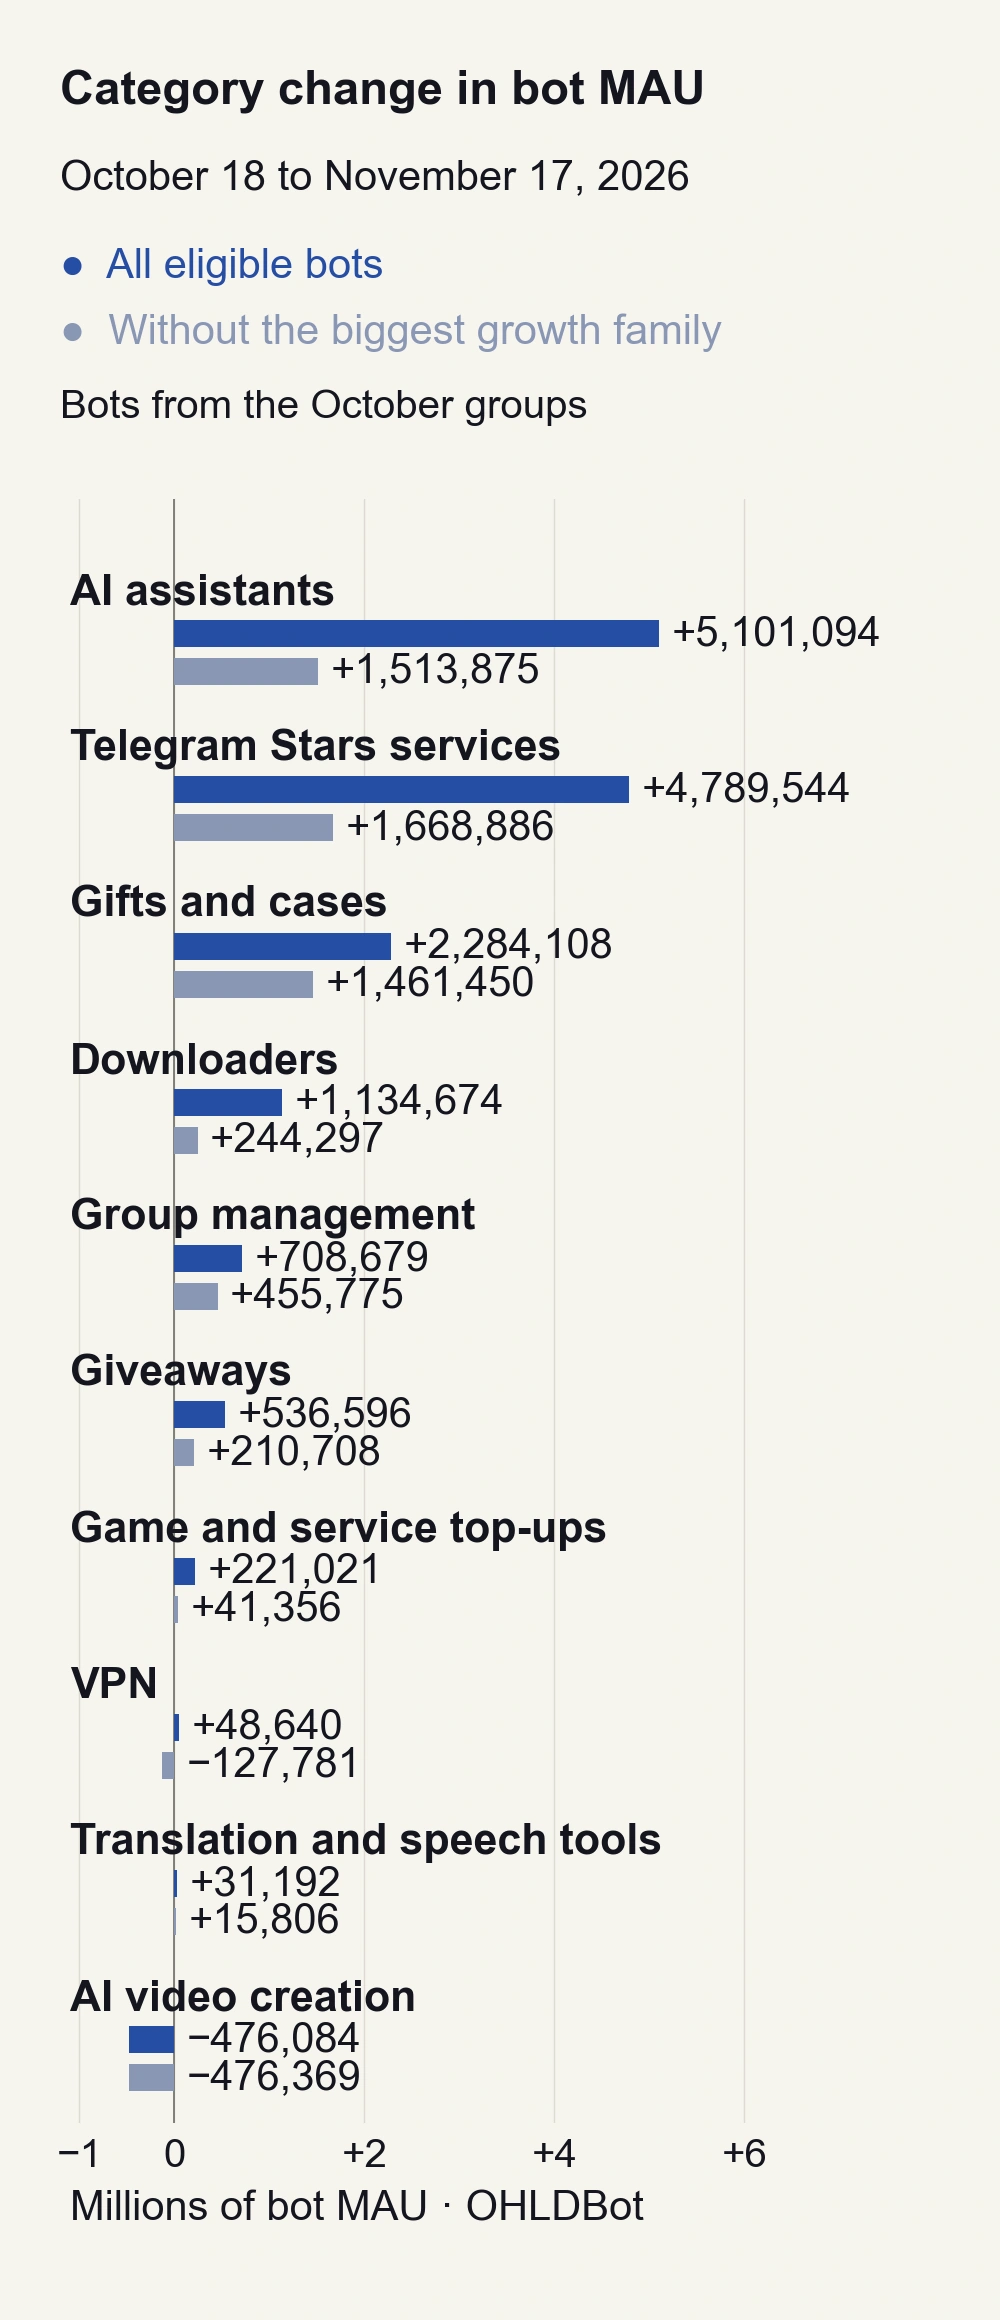 Category change in bot MAU
October 18 to November 17, 2026
● All eligible bots
● Without the biggest growth family
Bots from the October groups
AI assistants
+5,101,094
+1,513,875
Telegram Stars services
+4,789,544
+1,668,886
Gifts and cases
+2,284,108
+1,461,450
Downloaders
+1,134,674
+244,297
Group management
+708,679
+455,775
Giveaways
+536,596
+210,708
Game and service top-ups
+221,021
+41,356
VPN
+48,640
−127,781
Translation and speech tools
+31,192
+15,806
AI video creation
−476,084
−476,369
−1 0 +2 +4 +6
Millions of bot MAU · OHLDBot